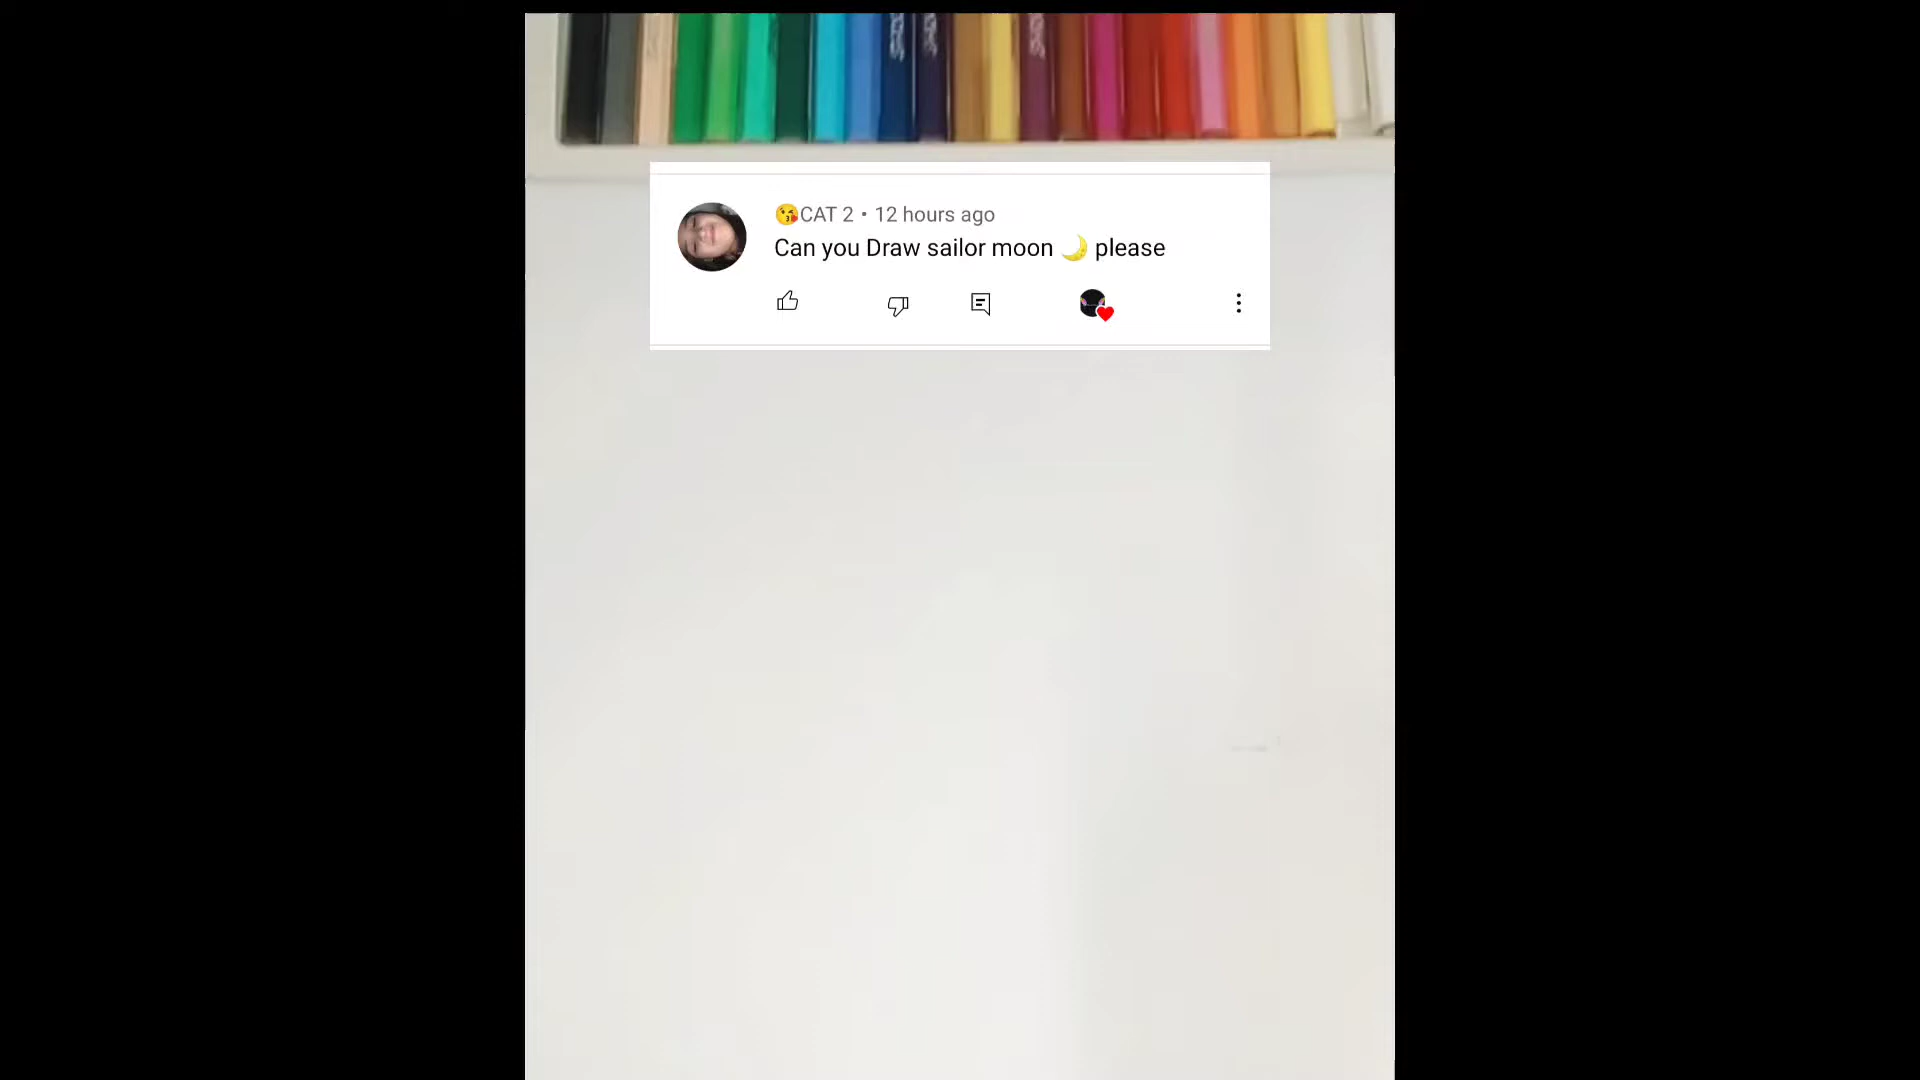 😘CAT 2 • 12 hours ago
Can you Draw sailor moon 🌙 please